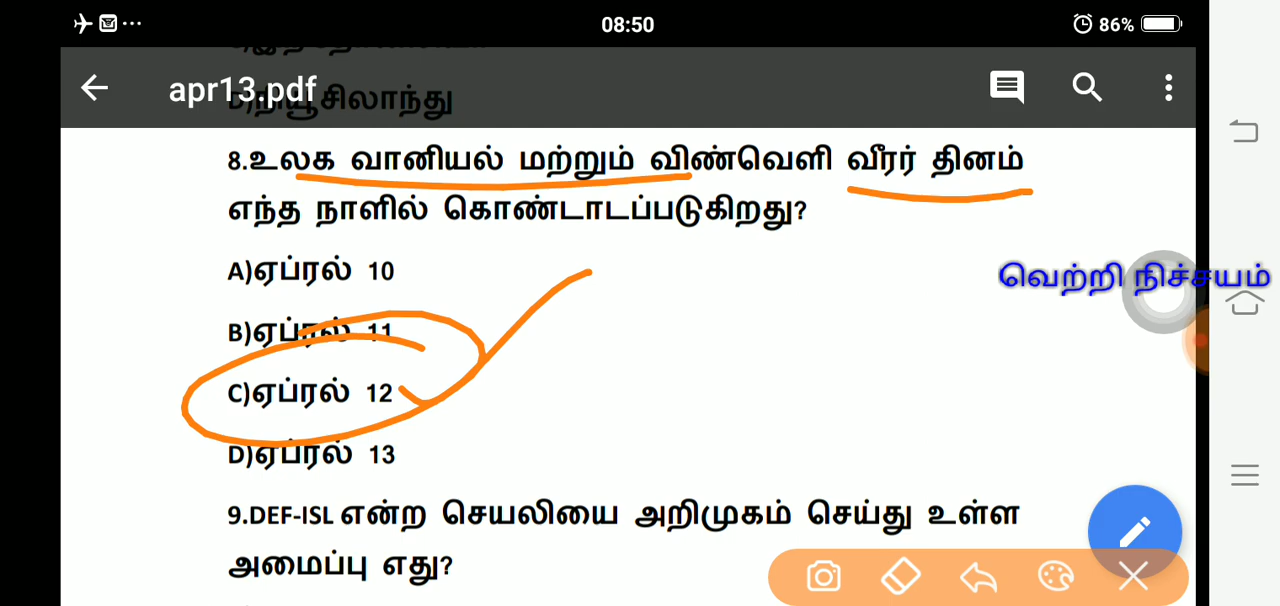 08:50
86%
apr13.pdf
D)நியூசிலாந்து
8.உலக வானியல் மற்றும் விண்வெளி வீரர் தினம்
எந்த நாளில் கொண்டாடப்படுகிறது?
A)ஏப்ரல் 10
வெற்றி நிச்சயம்
B)ஏப்ரல் 11
C)ஏப்ரல் 12
D)ஏப்ரல் 13
9.DEF-ISL என்ற செயலியை அறிமுகம் செய்து உள்ள
அமைப்பு எது?